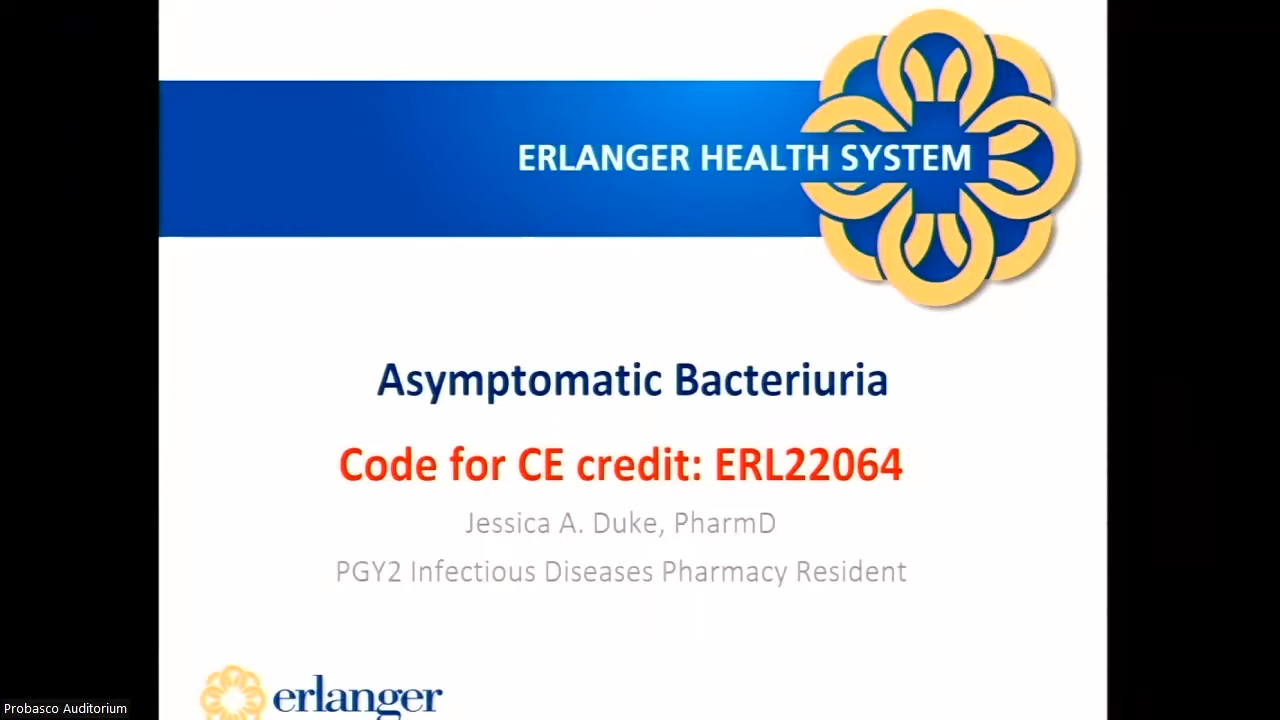 ERLANGER HEALTH SYSTEM
Asymptomatic Bacteriuria
Code for CE credit: ERL22064
Jessica A. Duke, PharmD
PGY2 Infectious Diseases Pharmacy Resident
erlanger
Probasco Auditorium